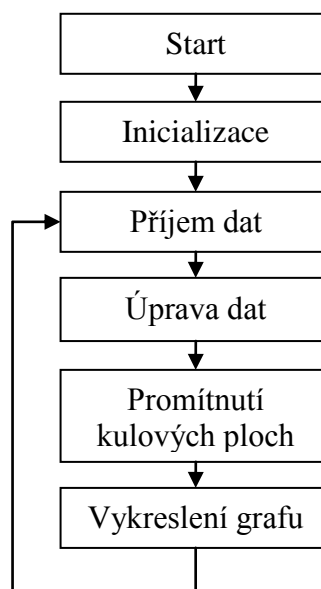 Start
Inicializace
Příjem dat
Úprava dat
Promítnutí
kulových ploch
Vykreslení grafu